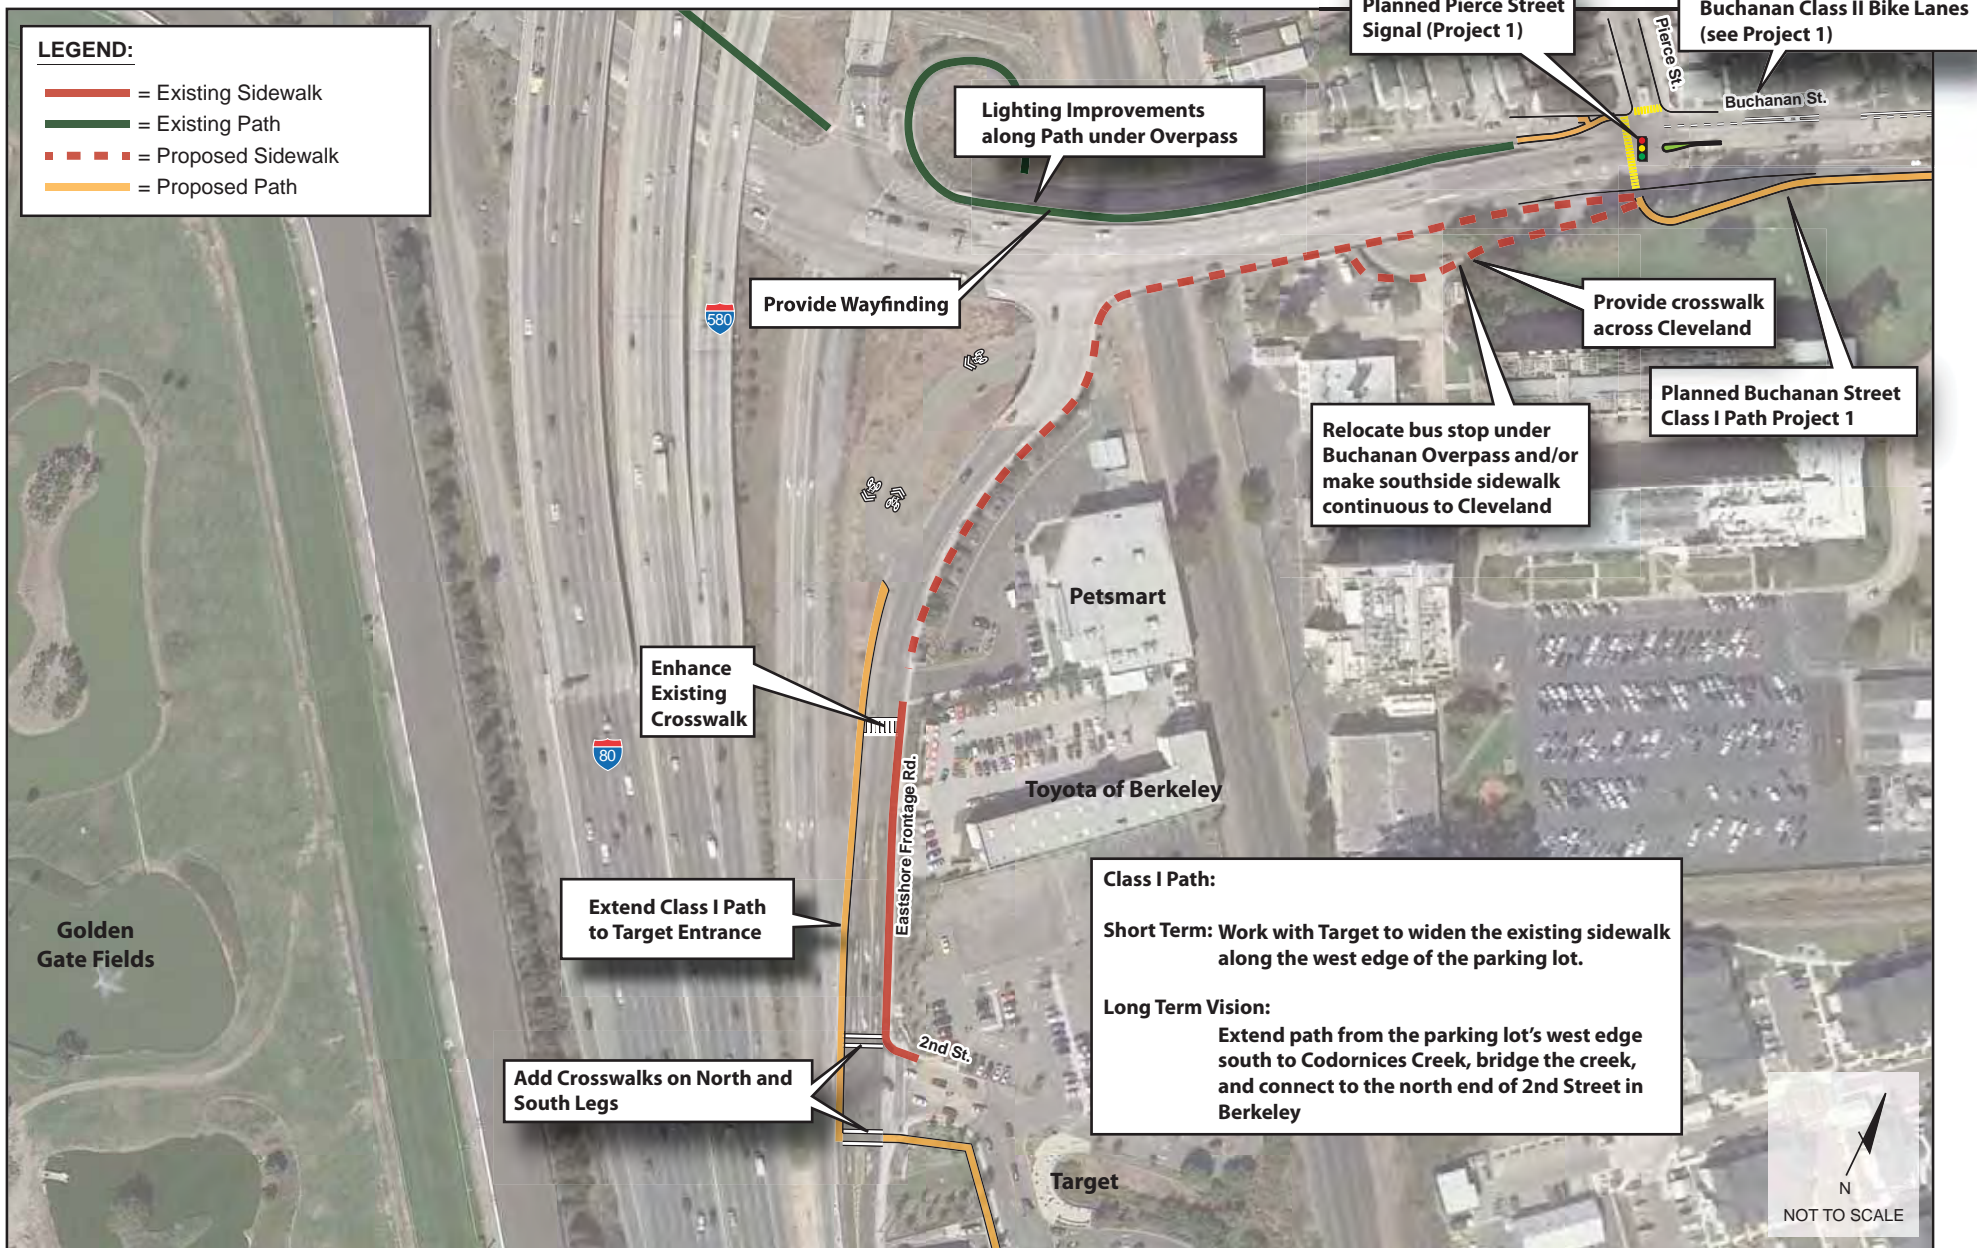 Planned Pierce Street
Signal (Project 1)
Buchanan Class II Bike Lanes
(see Project 1)
LEGEND:
= Existing Sidewalk
= Existing Path
= Proposed Sidewalk
= Proposed Path
Pierce St.
Buchanan St.
Lighting Improvements
along Path under Overpass
Provide Wayfinding
580
Provide crosswalk
across Cleveland
Planned Buchanan Street
Class I Path Project 1
Relocate bus stop under
Buchanan Overpass and/or
make southside sidewalk
continuous to Cleveland
Petsmart
Enhance
Existing
Crosswalk
80
Toyota of Berkeley
Eastshore Frontage Rd.
Extend Class I Path
to Target Entrance
Golden
Gate Fields
Class I Path:
Short Term: Work with Target to widen the existing sidewalk
along the west edge of the parking lot.
Long Term Vision:
Extend path from the parking lot's west edge
south to Codornices Creek, bridge the creek,
and connect to the north end of 2nd Street in
Berkeley
2nd St.
Add Crosswalks on North and
South Legs
Target
N
NOT TO SCALE